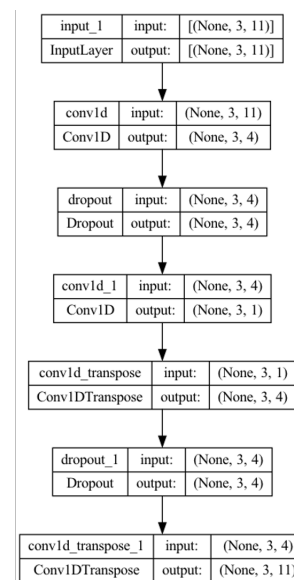 input_1 input: [(None, 3, 11)]
InputLayer output: [(None, 3, 11)]
conv1d input: (None, 3, 11)
Conv1D output: (None, 3, 4)
dropout input: (None, 3, 4)
Dropout output: (None, 3, 4)
conv1d_1 input: (None, 3, 4)
Conv1D output: (None, 3, 1)
conv1d_transpose input: (None, 3, 1)
Conv1DTranspose output: (None, 3, 4)
dropout_1 input: (None, 3, 4)
Dropout output: (None, 3, 4)
conv1d_transpose_1 input: (None, 3, 4)
Conv1DTranspose output: (None, 3, 11)